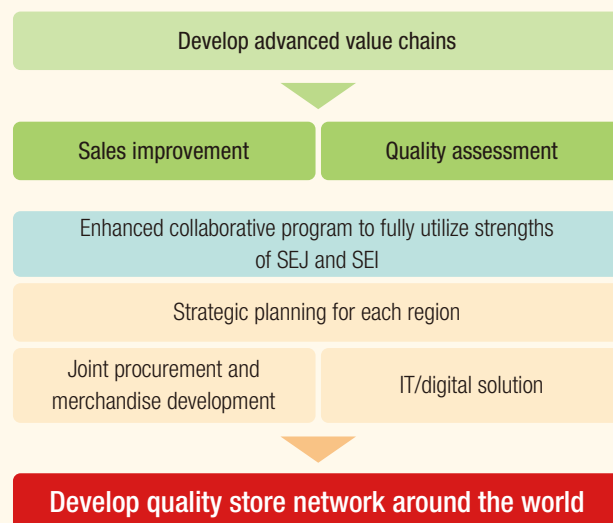 Develop advanced value chains
Sales improvement
Quality assessment
Enhanced collaborative program to fully utilize strengths
of SEJ and SEI
Strategic planning for each region
Joint procurement and
merchandise development
IT/digital solution
Develop quality store network around the world